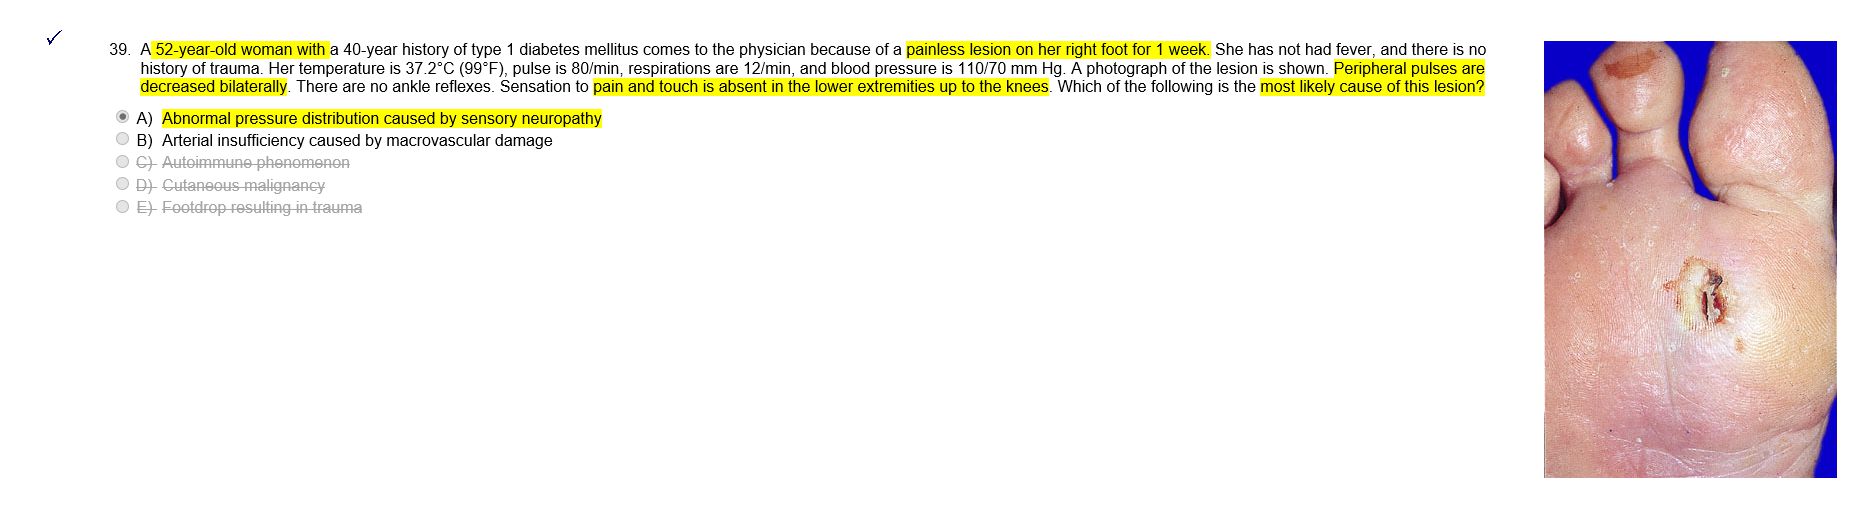 39. A 52-year-old woman with a 40-year history of type 1 diabetes mellitus comes to the physician because of a painless lesion on her right foot for 1 week. She has not had fever, and there is no
history of trauma. Her temperature is 37.2°C (99°F), pulse is 80/min, respirations are 12/min, and blood pressure is 110/70 mm Hg. A photograph of the lesion is shown. Peripheral pulses are
decreased bilaterally. There are no ankle reflexes. Sensation to pain and touch is absent in the lower extremities up to the knees. Which of the following is the most likely cause of this lesion?
A) Abnormal pressure distribution caused by sensory neuropathy
B) Arterial insufficiency caused by macrovascular damage
C) Autoimmune phenomenon
D) Cutaneous malignancy
E) Footdrop resulting in trauma